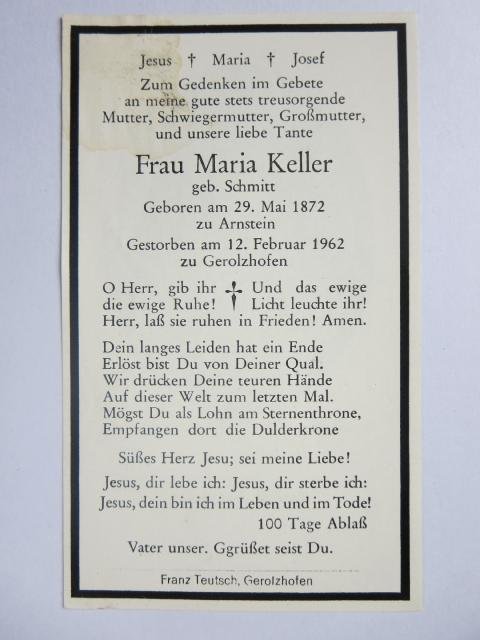 Jesus † Maria † Josef
Zum Gedenken im Gebete
an meine gute stets treusorgende
Mutter, Schwiegermutter, Großmutter,
und unsere liebe Tante
Frau Maria Keller
geb. Schmitt
Geboren am 29. Mai 1872
zu Arnstein
Gestorben am 12. Februar 1962
zu Gerolzhofen
O Herr, gib ihr † Und das ewige
die ewige Ruhe! Licht leuchte ihr!
Herr, laß sie ruhen in Frieden! Amen.
Dein langes Leiden hat ein Ende
Erlöst bist Du von Deiner Qual.
Wir drücken Deine teuren Hände
Auf dieser Welt zum letzten Mal.
Mögst Du als Lohn am Sternenthrone,
Empfangen dort die Dulderkrone
Süßes Herz Jesu; sei meine Liebe!
Jesus, dir lebe ich: Jesus, dir sterbe ich:
Jesus, dein bin ich im Leben und im Tode!
100 Tage Ablaß
Vater unser. Ggrüßet seist Du.
Franz Teutsch, Gerolzhofen